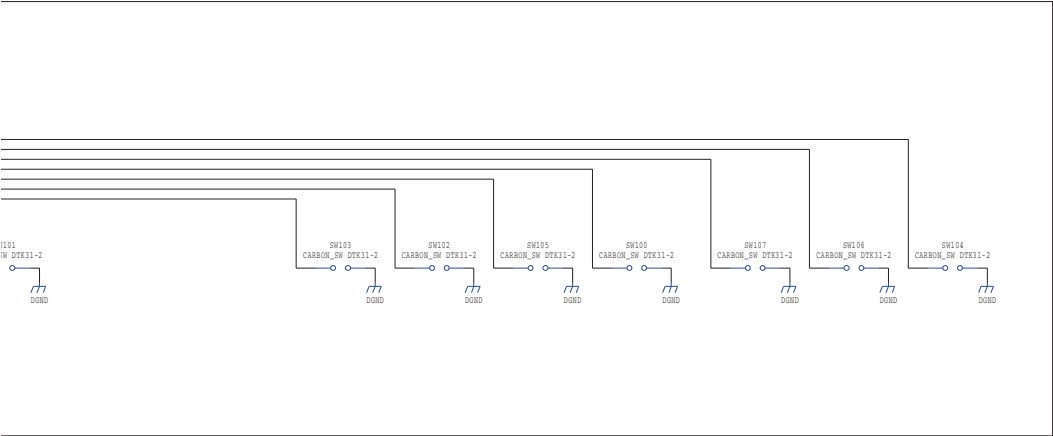 SW103
CARBON_SW DTK31-2
DGND
SW102
CARBON_SW DTK31-2
DGND
SW105
CARBON_SW DTK31-2
DGND
SW100
CARBON_SW DTK31-2
DGND
SW107
CARBON_SW DTK31-2
DGND
SW106
CARBON_SW DTK31-2
DGND
SW104
CARBON_SW DTK31-2
DGND
101
SW DTK31-2
DGND